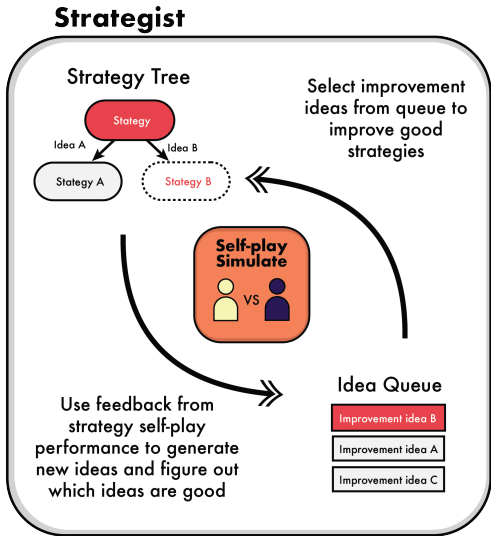 Strategist
Strategy Tree
Stategy
Idea A
Idea B
Stategy A
Stategy B
Select improvement
ideas from queue to
improve good
strategies
Self-play
Simulate
VS
Use feedback from
strategy self-play
performance to generate
new ideas and figure out
which ideas are good
Idea Queue
Improvement idea B
Improvement idea A
Improvement idea C